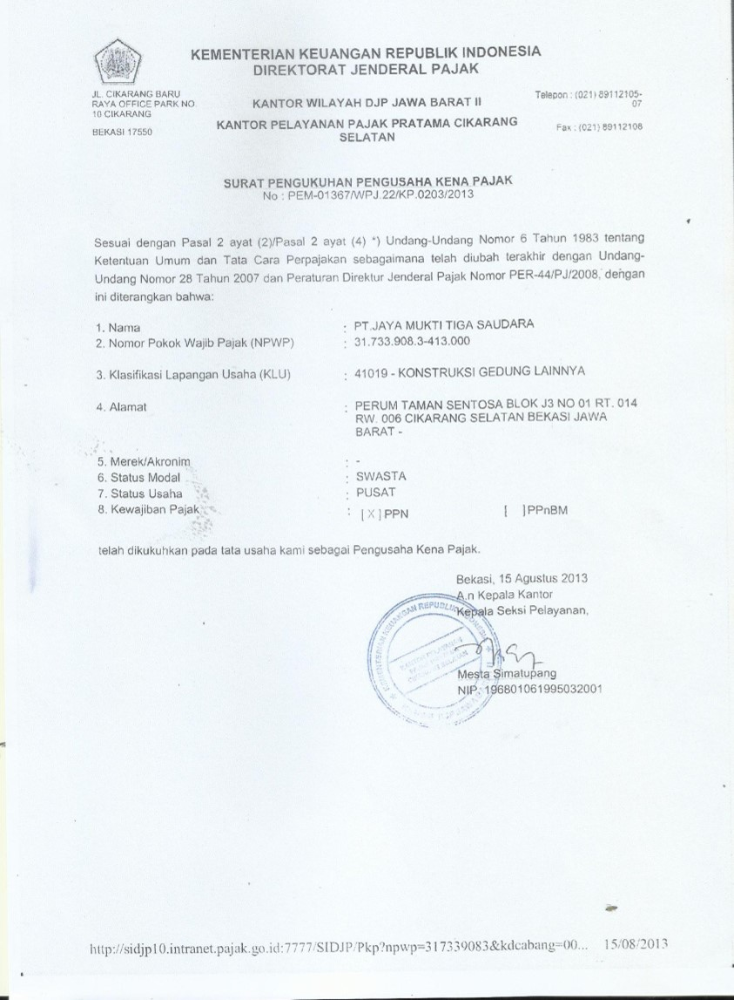 KEMENTERIAN KEUANGAN REPUBLIK INDONESIA
DIREKTORAT JENDERAL PAJAK
JL. CIKARANG BARU
RAYA OFFICE PARK NO.
10 CIKARANG
BEKASI 17550
KANTOR WILAYAH DJP JAWA BARAT II
KANTOR PELAYANAN PAJAK PRATAMA CIKARANG
SELATAN
Telepon : (021) 89112105-
07
Fax : (021) 89112106
SURAT PENGUKUHAN PENGUSAHA KENA PAJAK
No : PEM-01367/WPJ.22/KP.0203/2013
Sesuai dengan Pasal 2 ayat (2)/Pasal 2 ayat (4) *) Undang-Undang Nomor 6 Tahun 1983 tentang
Ketentuan Umum dan Tata Cara Perpajakan sebagaimana telah diubah terakhir dengan Undang-
Undang Nomor 28 Tahun 2007 dan Peraturan Direktur Jenderal Pajak Nomor PER-44/PJ/2008, dengan
ini diterangkan bahwa:
1. Nama : PT.JAYA MUKTI TIGA SAUDARA
2. Nomor Pokok Wajib Pajak (NPWP) : 31.733.908.3-413.000
3. Klasifikasi Lapangan Usaha (KLU) : 41019 - KONSTRUKSI GEDUNG LAINNYA
4. Alamat : PERUM TAMAN SENTOSA BLOK J3 NO 01 RT. 014
RW. 006 CIKARANG SELATAN BEKASI JAWA
BARAT -
5. Merek/Akronim : -
6. Status Modal : SWASTA
7. Status Usaha : PUSAT
8. Kewajiban Pajak : [ X ] PPN [ ] PPnBM
telah dikukuhkan pada tata usaha kami sebagai Pengusaha Kena Pajak.
Bekasi, 15 Agustus 2013
A.n Kepala Kantor
Kepala Seksi Pelayanan,
KEMENTERIAN KEUANGAN REPUBLIK INDONESIA
Mesta Simatupang
NIP. 196801061995032001
http://sidjp10.intranet.pajak.go.id:7777/SIDJP/Pkp?npwp=317339083&kdcabang=00... 15/08/2013